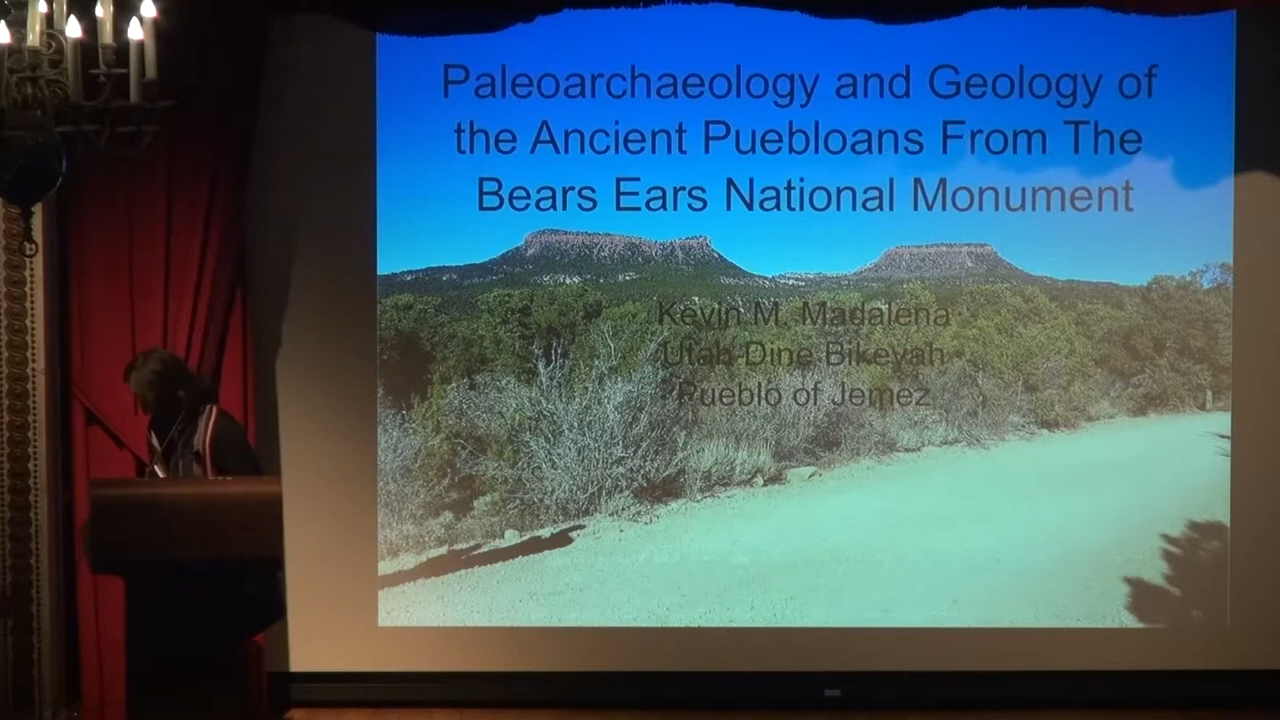 Paleoarchaeology and Geology of
the Ancient Puebloans From The
Bears Ears National Monument
Kevin M. Madalena
Utah Dine Bikeyah
Pueblo of Jemez